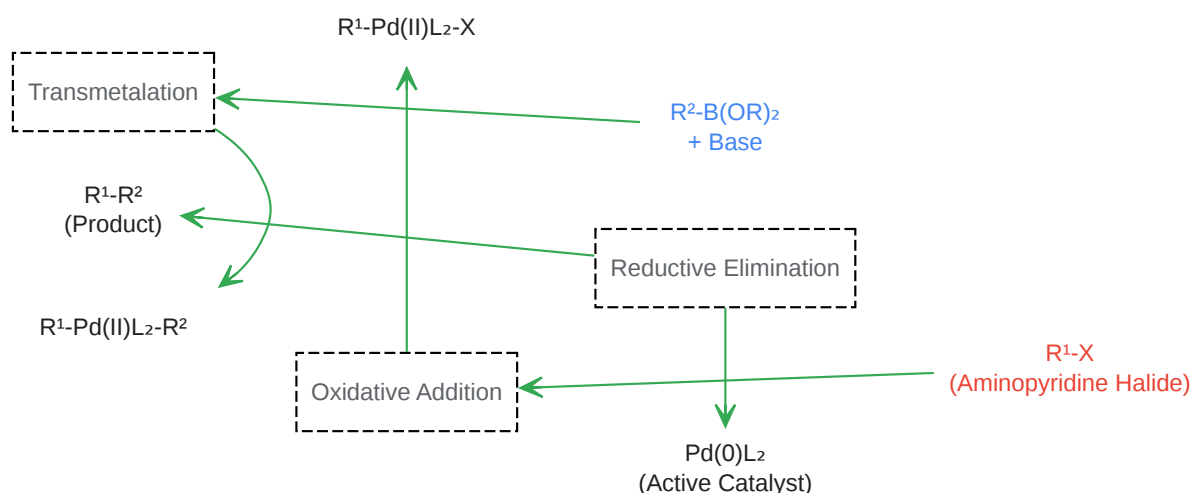 R¹-Pd(II)L₂-X
Transmetalation
R²-B(OR)₂
+ Base
R¹-R²
(Product)
Reductive Elimination
R¹-Pd(II)L₂-R²
Oxidative Addition
R¹-X
(Aminopyridine Halide)
Pd(0)L₂
(Active Catalyst)